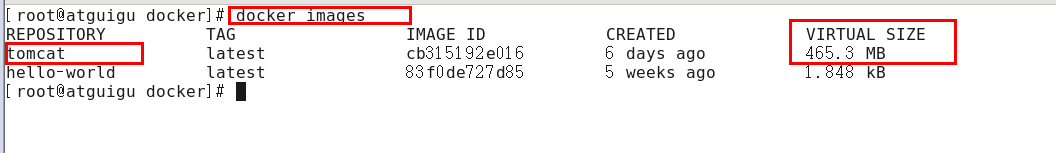 [root@atguigu docker]# docker images
REPOSITORY TAG IMAGE ID CREATED VIRTUAL SIZE
tomcat latest cb315192e016 6 days ago 465.3 MB
hello-world latest 83f0de727d85 5 weeks ago 1.848 kB
[root@atguigu docker]#